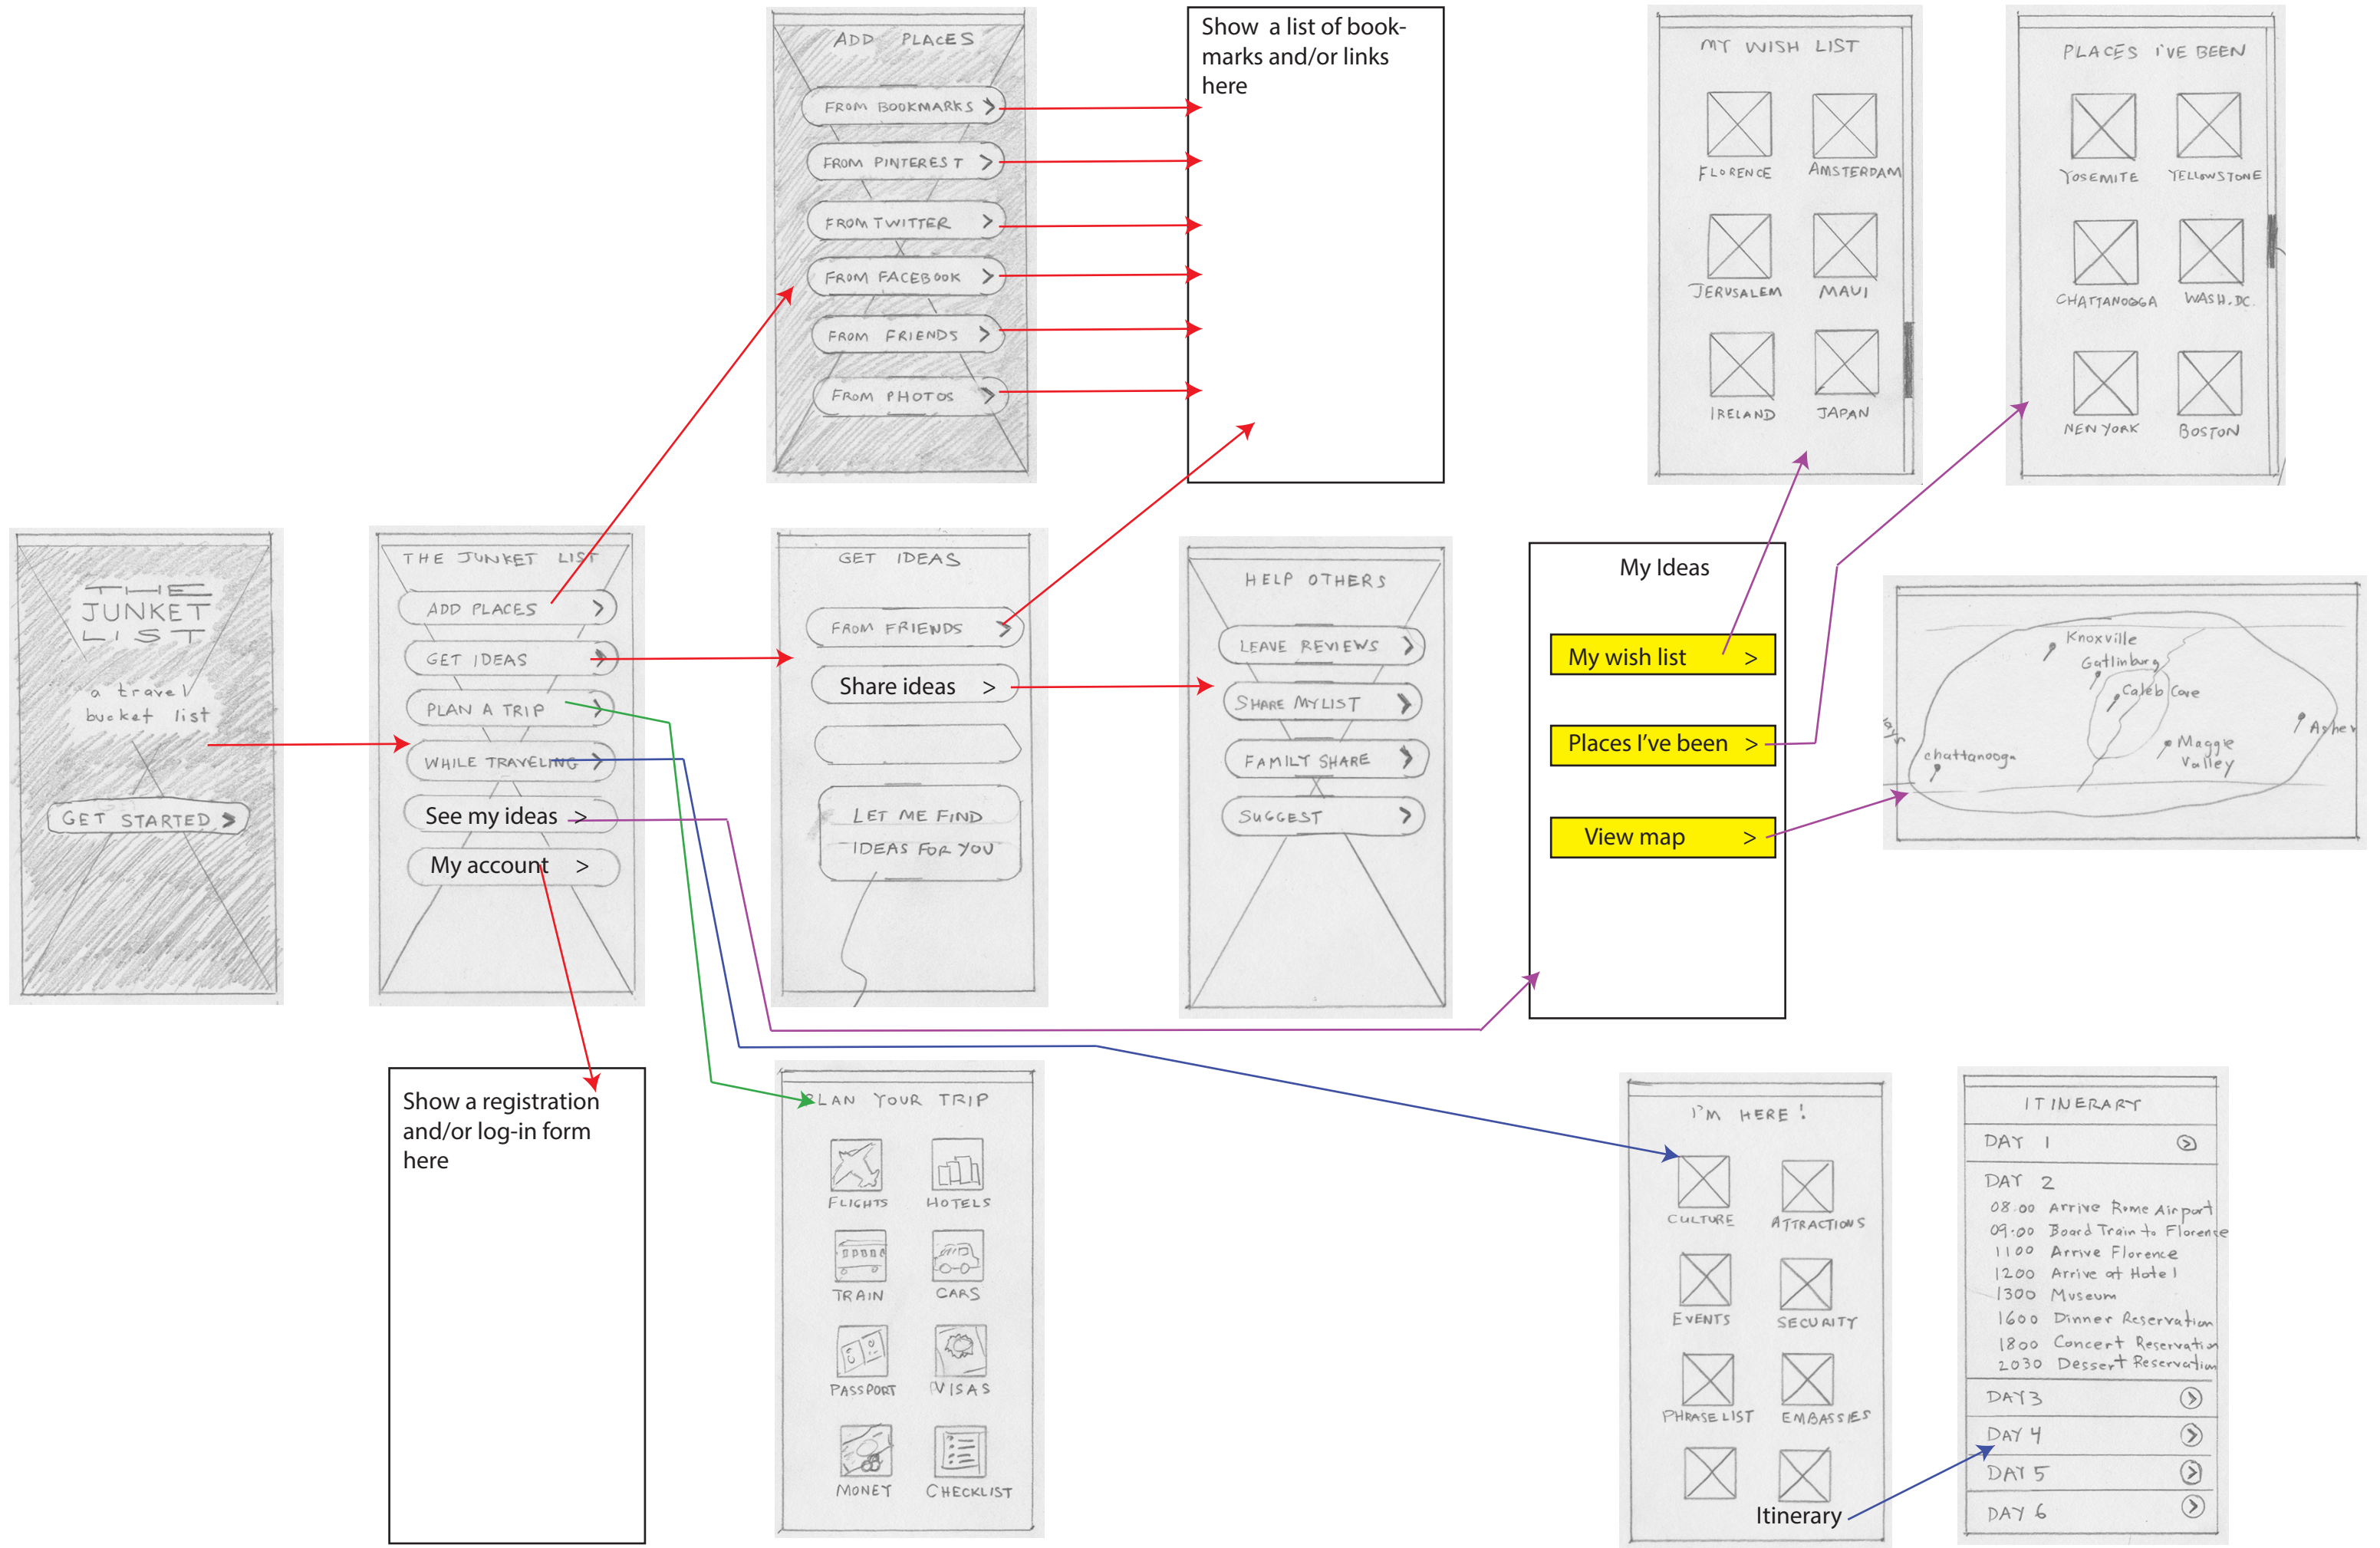 ADD PLACES
FROM BOOKMARKS >
FROM PINTEREST >
FROM TWITTER >
FROM FACEBOOK >
FROM FRIENDS >
FROM PHOTOS >
Show a list of book-
marks and/or links
here
MY WISH LIST
FLORENCE AMSTERDAM
JERUSALEM MAUI
IRELAND JAPAN
PLACES I'VE BEEN
YOSEMITE YELLOWSTONE
CHATTANOOGA WASH. DC.
NEW YORK BOSTON
THE
JUNKET
LIST
a travel
bucket list
GET STARTED >
THE JUNKET LIST
ADD PLACES >
GET IDEAS >
PLAN A TRIP >
WHILE TRAVELING >
See my ideas >
My account >
GET IDEAS
FROM FRIENDS >
Share ideas >
LET ME FIND
IDEAS FOR YOU
HELP OTHERS
LEAVE REVIEWS >
SHARE MY LIST >
FAMILY SHARE >
SUGGEST >
My Ideas
My wish list >
Places I've been >
View map >
Knoxville
Gatlinburg
Caleb Cove
Asher
Maggie
Valley
chattanooga
Show a registration
and/or log-in form
here
PLAN YOUR TRIP
FLIGHTS HOTELS
TRAIN CARS
PASSPORT VISAS
MONEY CHECKLIST
I'M HERE!
CULTURE ATTRACTIONS
EVENTS SECURITY
PHRASE LIST EMBASSIES
Itinerary
ITINERARY
DAY 1 >
DAY 2
08:00 Arrive Rome Airport
09:00 Board Train to Florence
1100 Arrive Florence
1200 Arrive at Hotel
1300 Museum
1600 Dinner Reservation
1800 Concert Reservation
2030 Dessert Reservation
DAY 3 >
DAY 4 >
DAY 5 >
DAY 6 >